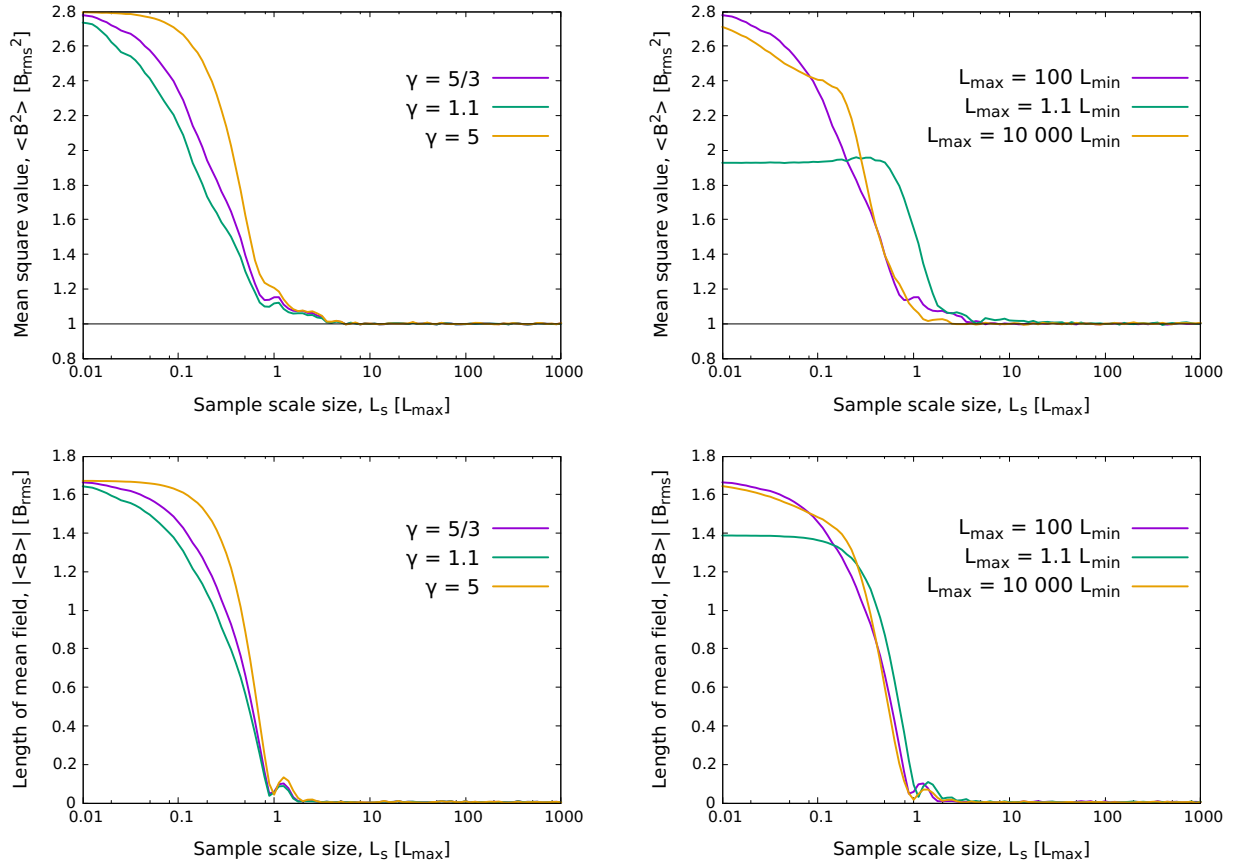 2.8
2.6
2.4
2.2
2
1.8
1.6
1.4
1.2
1
0.8
0.01 0.1 1 10 100 1000
Mean square value, <B²> [Bᵣₘₛ²]
Sample scale size, Lₛ [Lₘₐₓ]
γ = 5/3
γ = 1.1
γ = 5
2.8
2.6
2.4
2.2
2
1.8
1.6
1.4
1.2
1
0.8
0.01 0.1 1 10 100 1000
Mean square value, <B²> [Bᵣₘₛ²]
Sample scale size, Lₛ [Lₘₐₓ]
Lₘₐₓ = 100 Lₘᵢₙ
Lₘₐₓ = 1.1 Lₘᵢₙ
Lₘₐₓ = 10 000 Lₘᵢₙ
1.8
1.6
1.4
1.2
1
0.8
0.6
0.4
0.2
0
0.01 0.1 1 10 100 1000
Length of mean field, |<B>| [Bᵣₘₛ]
Sample scale size, Lₛ [Lₘₐₓ]
γ = 5/3
γ = 1.1
γ = 5
1.8
1.6
1.4
1.2
1
0.8
0.6
0.4
0.2
0
0.01 0.1 1 10 100 1000
Length of mean field, |<B>| [Bᵣₘₛ]
Sample scale size, Lₛ [Lₘₐₓ]
Lₘₐₓ = 100 Lₘᵢₙ
Lₘₐₓ = 1.1 Lₘᵢₙ
Lₘₐₓ = 10 000 Lₘᵢₙ